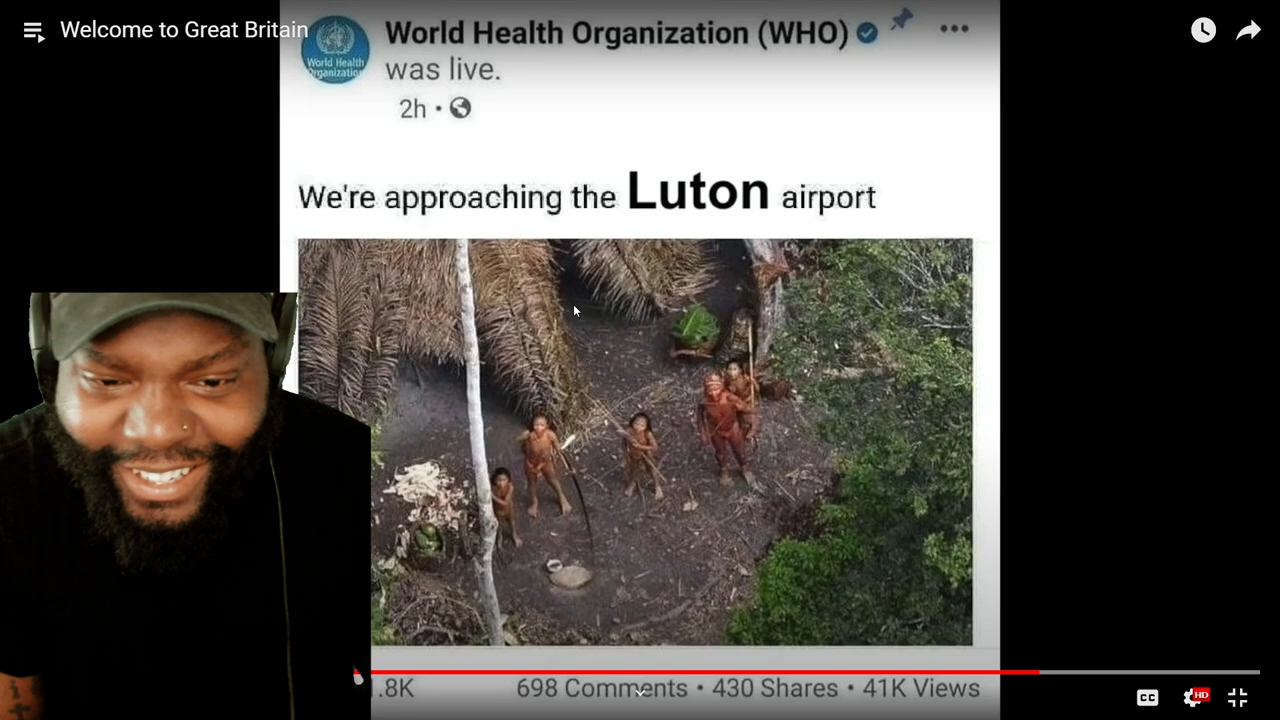 Welcome to Great Britain
World Health Organization (WHO)
World Health
Organization
was live.
2h
We're approaching the Luton airport
.8K
698 Comments • 430 Shares • 41K Views
CC
HD